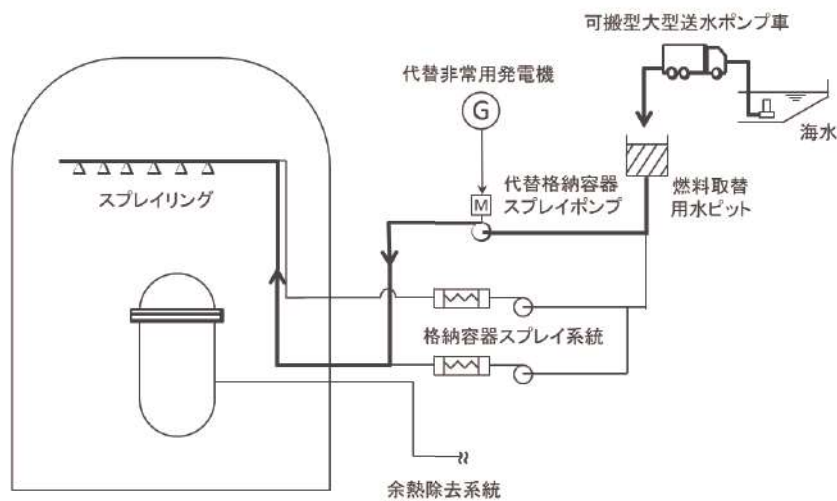 可搬型大型送水ポンプ車
代替非常用発電機
G
海水
スプレイリング
M
代替格納容器
スプレイポンプ
燃料取替
用水ピット
格納容器スプレイ系統
余熱除去系統